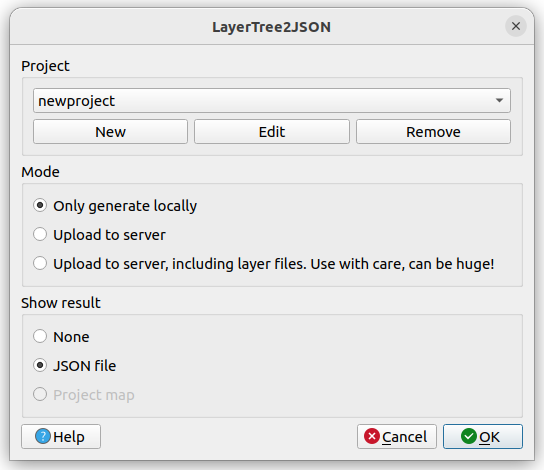 LayerTree2JSON
Project
newproject
New Edit Remove
Mode
Only generate locally
Upload to server
Upload to server, including layer files. Use with care, can be huge!
Show result
None
JSON file
Project map
Help Cancel OK